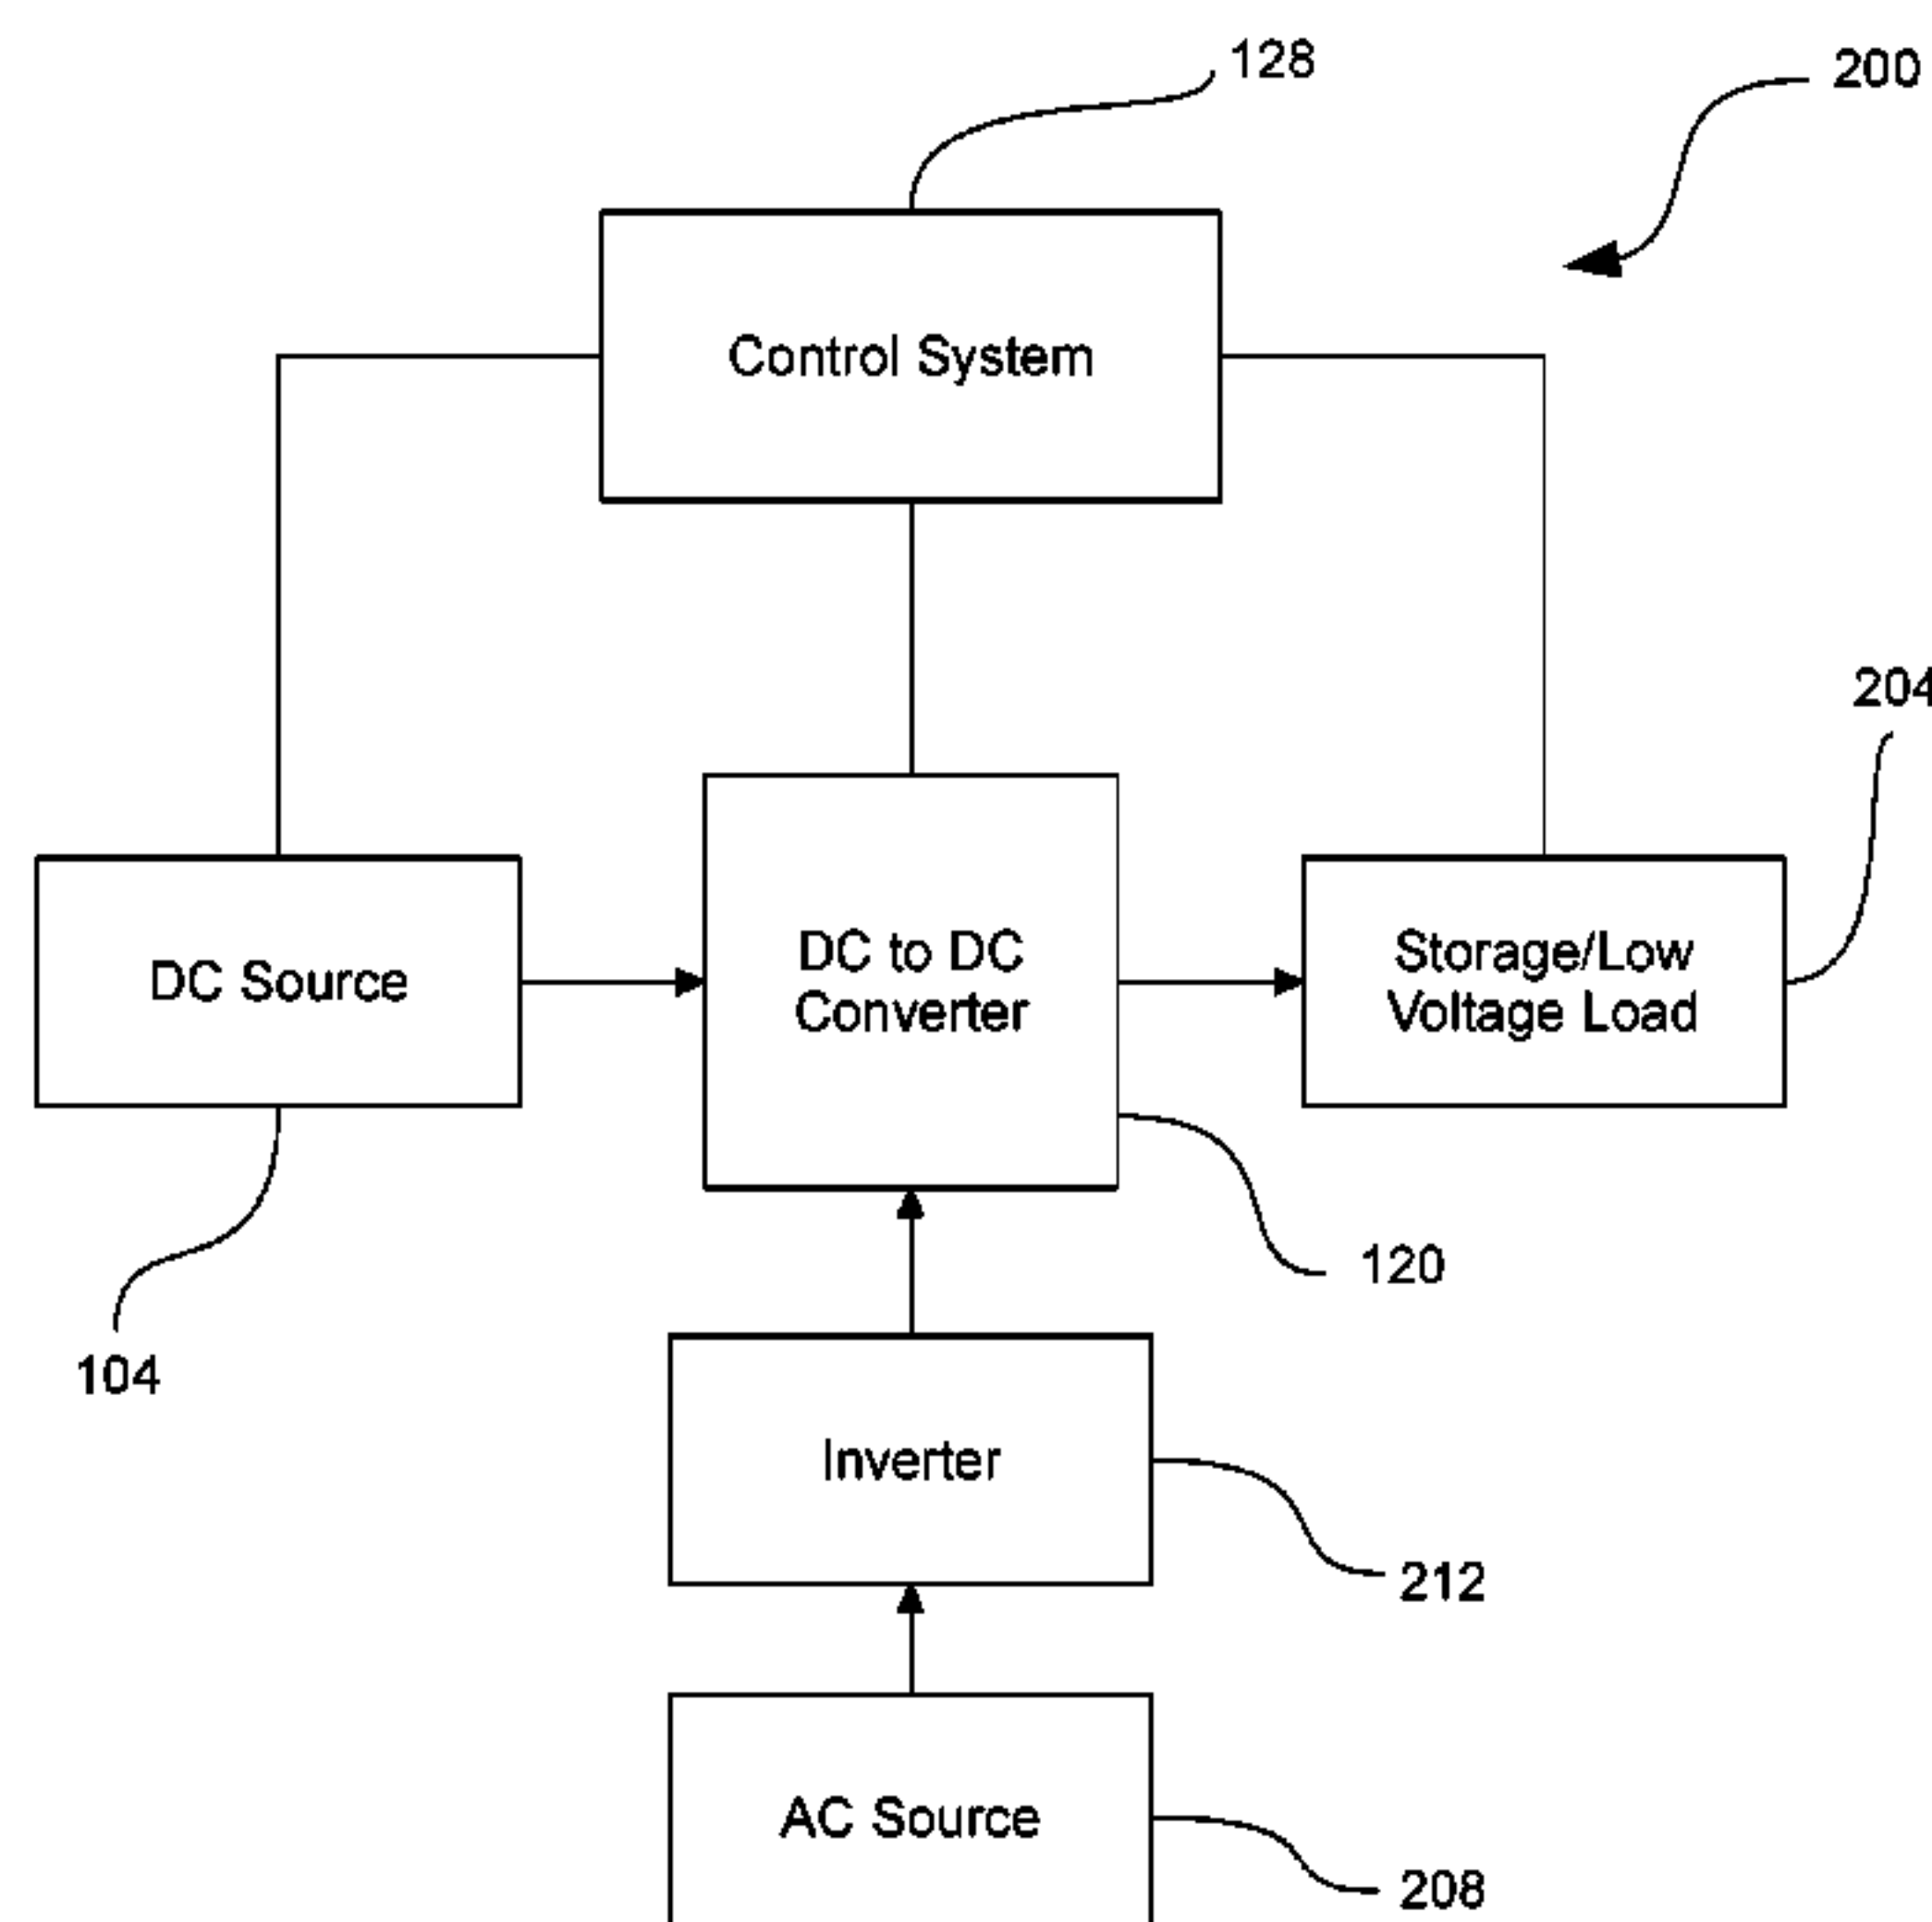 128
200
Control System
204
DC Source
DC to DC
Converter
Storage/Low
Voltage Load
120
104
Inverter
212
AC Source
208